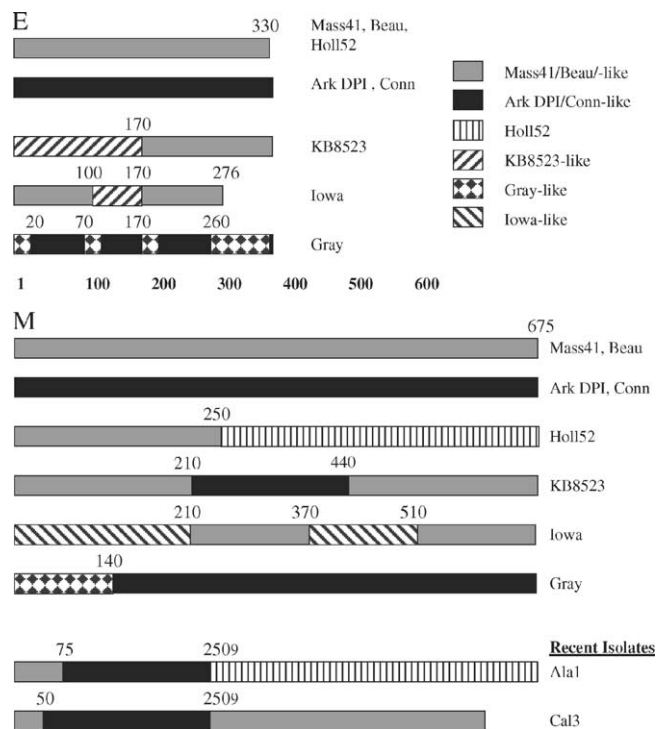 E
330
Mass41, Beau,
Holl52
Ark DPI , Conn
170
KB8523
100 170 276
Iowa
20 70 170 260
Gray
Mass41/Beau/-like
Ark DPI/Conn-like
Holl52
KB8523-like
Gray-like
Iowa-like
1 100 200 300 400 500 600
M
675
Mass41, Beau
Ark DPI, Conn
250
Holl52
210 440
KB8523
210 370 510
Iowa
140
Gray
Recent Isolates
75 2509
Ala1
50 2509
Cal3